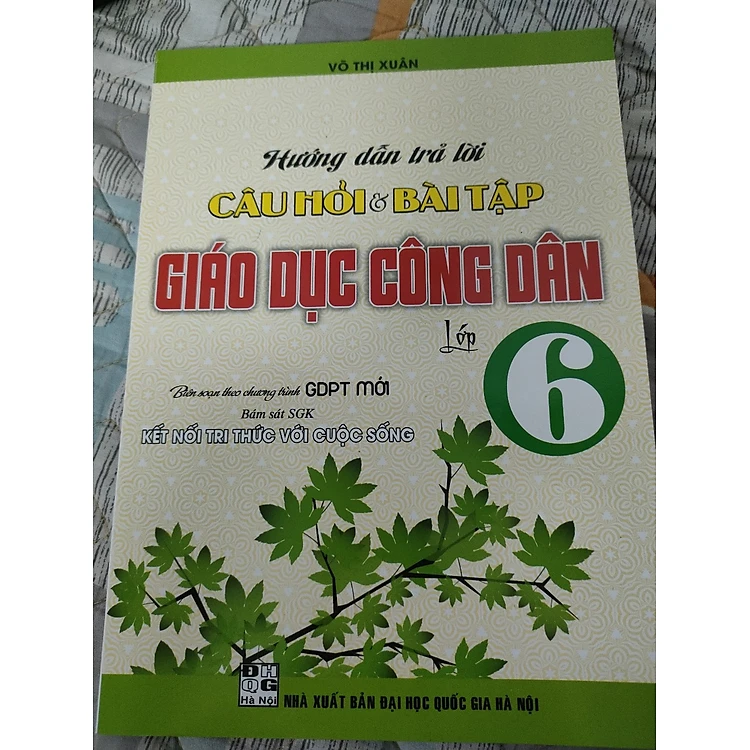 VÕ THỊ XUÂN
Hướng dẫn trả lời
CÂU HỎI & BÀI TẬP
GIÁO DỤC CÔNG DÂN
Lớp 6
Biên soạn theo chương trình GDPT MỚI
Bám sát SGK
KẾT NỐI TRI THỨC VỚI CUỘC SỐNG
ĐH
QG
Hà Nội
NHÀ XUẤT BẢN ĐẠI HỌC QUỐC GIA HÀ NỘI